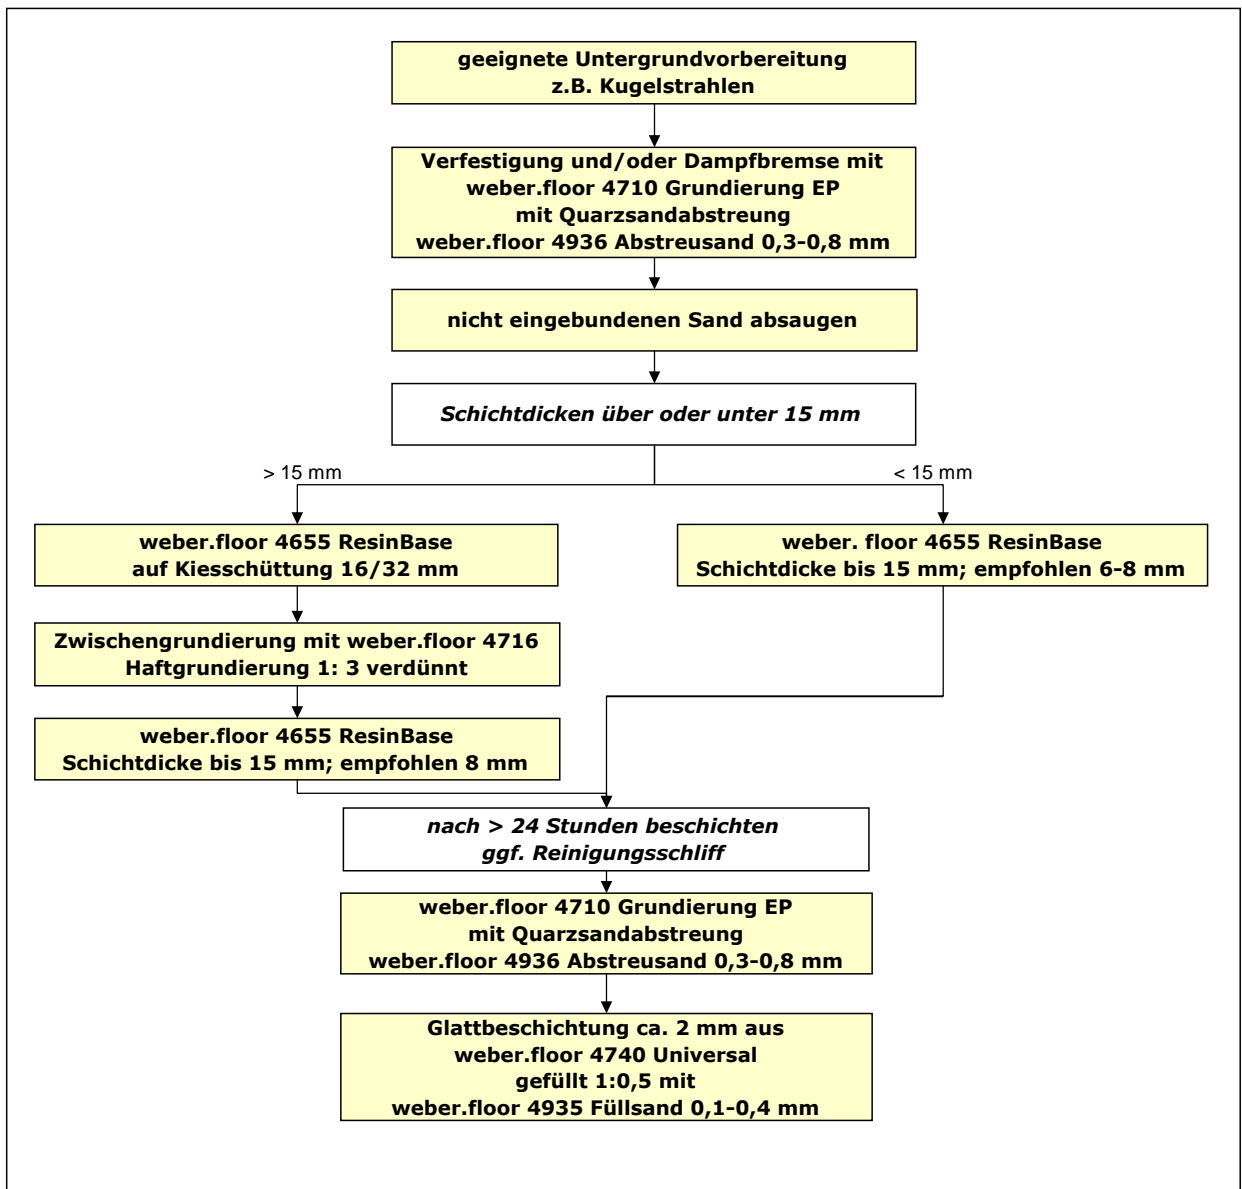 geeignete Untergrundvorbereitung
z.B. Kugelstrahlen
Verfestigung und/oder Dampfbremse mit
weber.floor 4710 Grundierung EP
mit Quarzsandabstreung
weber.floor 4936 Abstreusand 0,3-0,8 mm
nicht eingebundenen Sand absaugen
Schichtdicken über oder unter 15 mm
> 15 mm
< 15 mm
weber.floor 4655 ResinBase
auf Kiesschüttung 16/32 mm
weber. floor 4655 ResinBase
Schichtdicke bis 15 mm; empfohlen 6-8 mm
Zwischengrundierung mit weber.floor 4716
Haftgrundierung 1: 3 verdünnt
weber.floor 4655 ResinBase
Schichtdicke bis 15 mm; empfohlen 8 mm
nach > 24 Stunden beschichten
ggf. Reinigungsschliff
weber.floor 4710 Grundierung EP
mit Quarzsandabstreung
weber.floor 4936 Abstreusand 0,3-0,8 mm
Glattbeschichtung ca. 2 mm aus
weber.floor 4740 Universal
gefüllt 1:0,5 mit
weber.floor 4935 Füllsand 0,1-0,4 mm